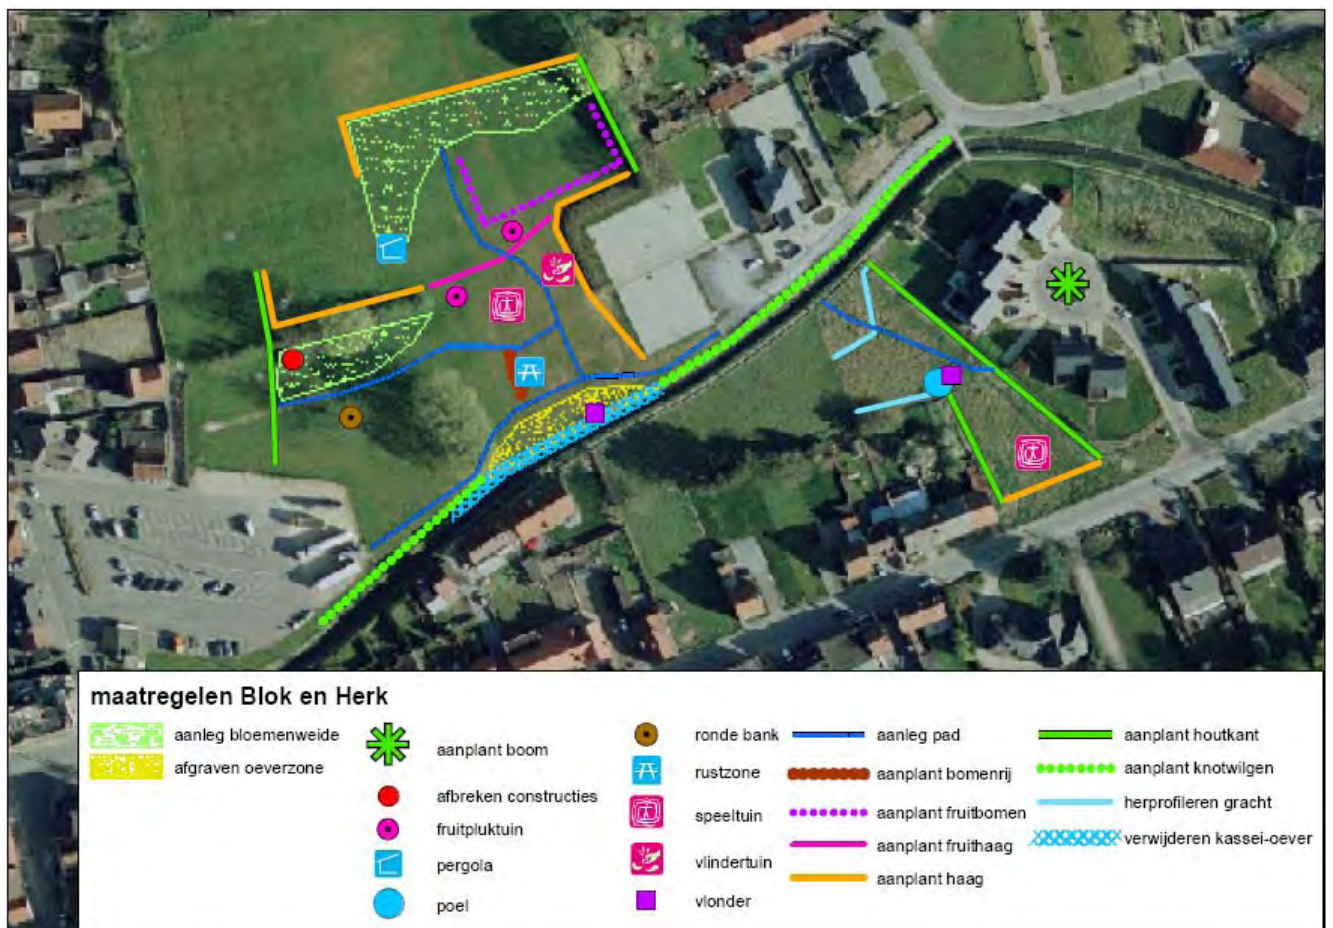 maatregelen Blok en Herk
aanleg bloemenweide
afgraven oeverzone
aanplant boom
afbreken constructies
fruitpluktuin
pergola
poel
ronde bank
rustzone
speeltuin
vlindertuin
vlonder
aanleg pad
aanplant bomenrij
aanplant fruitbomen
aanplant fruithaag
aanplant haag
aanplant houtkant
aanplant knotwilgen
herprofileren gracht
verwijderen kassei-oever